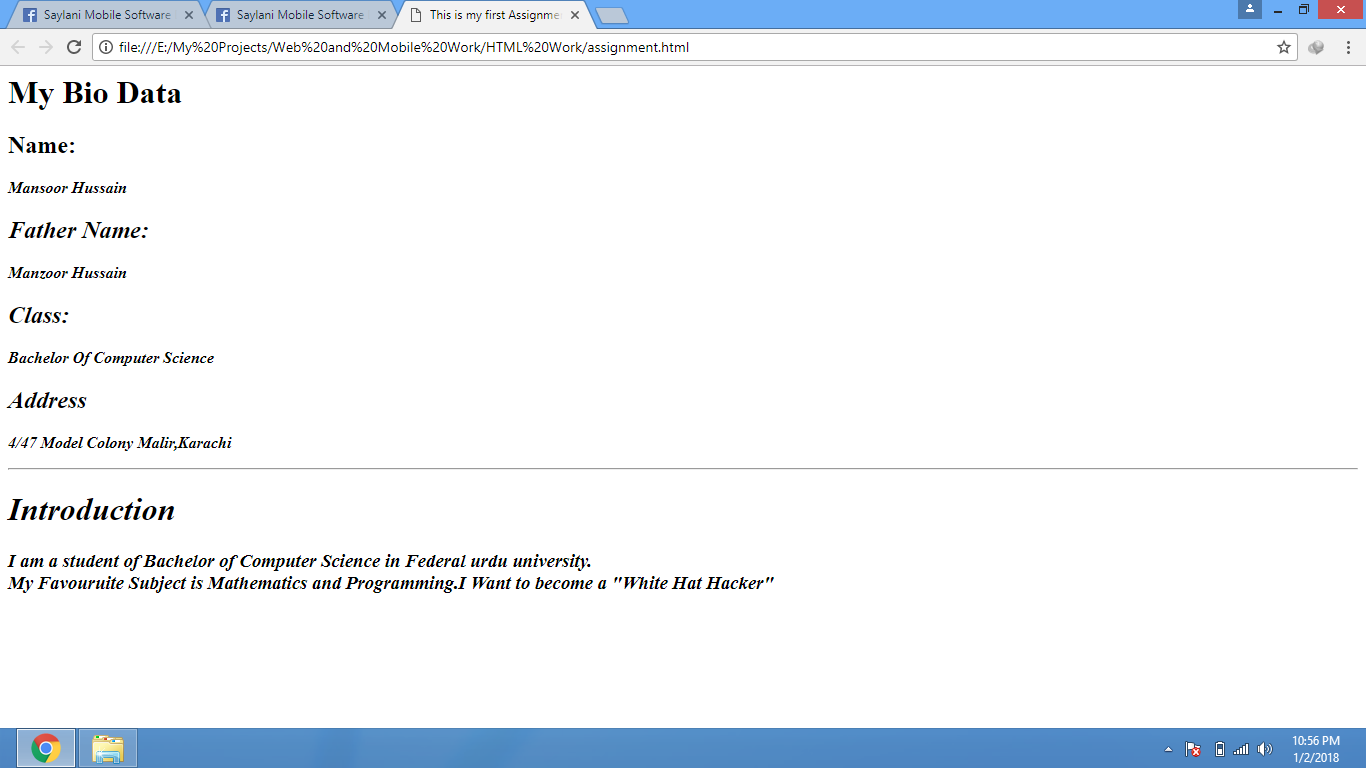 Saylani Mobile Software
Saylani Mobile Software
This is my first Assignme
file:///E:/My%20Projects/Web%20and%20Mobile%20Work/HTML%20Work/assignment.html
My Bio Data
Name:
Mansoor Hussain
Father Name:
Manzoor Hussain
Class:
Bachelor Of Computer Science
Address
4/47 Model Colony Malir,Karachi
Introduction
I am a student of Bachelor of Computer Science in Federal urdu university.
My Favouruite Subject is Mathematics and Programming.I Want to become a "White Hat Hacker"
10:56 PM
1/2/2018